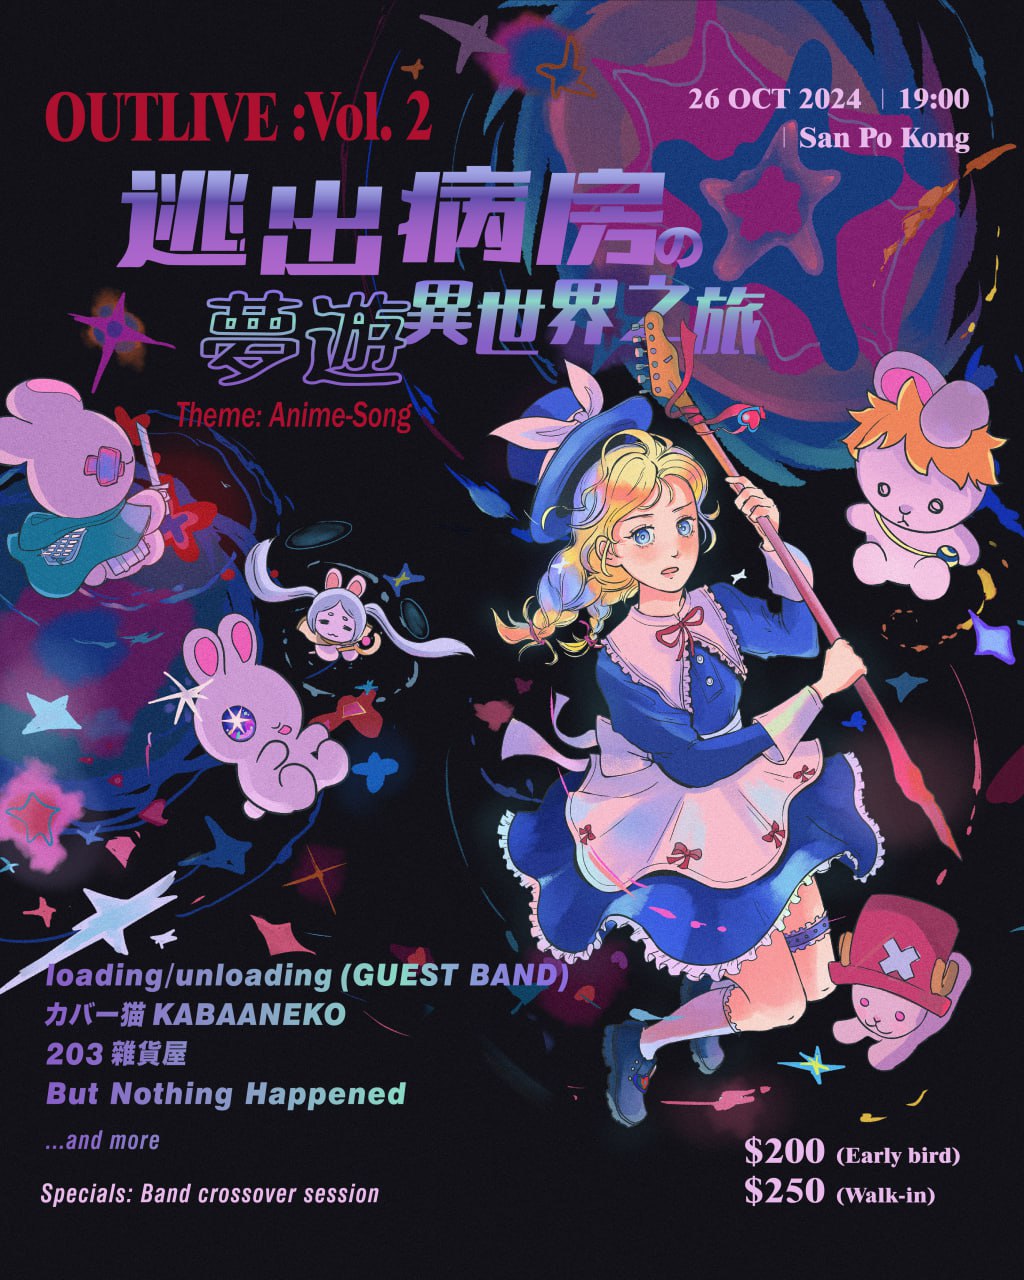 OUTLIVE :Vol. 2
26 OCT 2024 | 19:00
| San Po Kong
逃出病房の
夢遊異世界之旅
Theme: Anime-Song
loading/unloading (GUEST BAND)
カバー猫 KABAANEKO
203 雜貨屋
But Nothing Happened
...and more
Specials: Band crossover session
$200 (Early bird)
$250 (Walk-in)